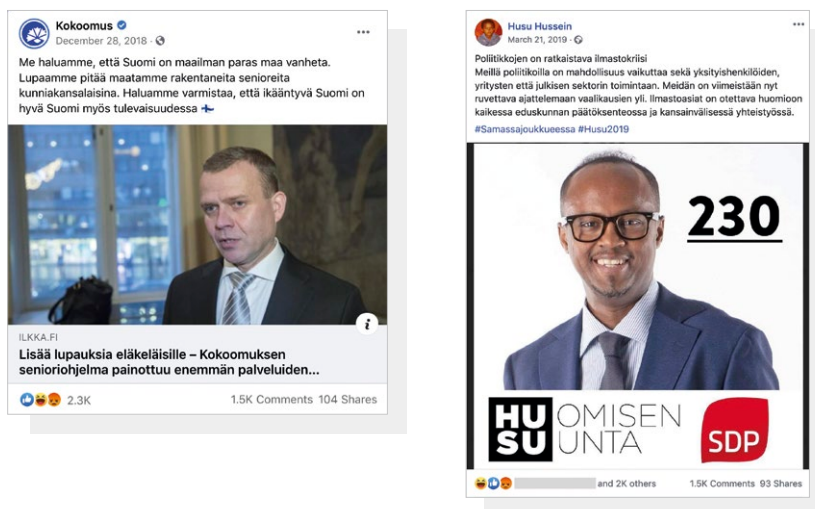 Kokoomus
December 28, 2018 ·
Me haluamme, että Suomi on maailman paras maa vanheta.
Lupaamme pitää maatamme rakentaneita senioreita
kunniakansalaisina. Haluamme varmistaa, että ikääntyvä Suomi on
hyvä Suomi myös tulevaisuudessa 🇫🇮
i
ILKKA.FI
Lisää lupauksia eläkeläisille – Kokoomuksen
senioriohjelma painottuu enemmän palveluiden...
2.3K
1.5K Comments 104 Shares
Husu Hussein
March 21, 2019 ·
Poliitikkojen on ratkaistava ilmastokriisi
Meillä poliitikoilla on mahdollisuus vaikuttaa sekä yksityishenkilöiden,
yritysten että julkisen sektorin toimintaan. Meidän on viimeistään nyt
ruvettava ajattelemaan vaalikausien yli. Ilmastoasiat on otettava huomioon
kaikessa eduskunnan päätöksenteossa ja kansainvälisessä yhteistyössä.
#Samassajoukkueessa #Husu2019
230
HU OMISEN
SU UNTA
SDP
and 2K others
1.5K Comments 93 Shares